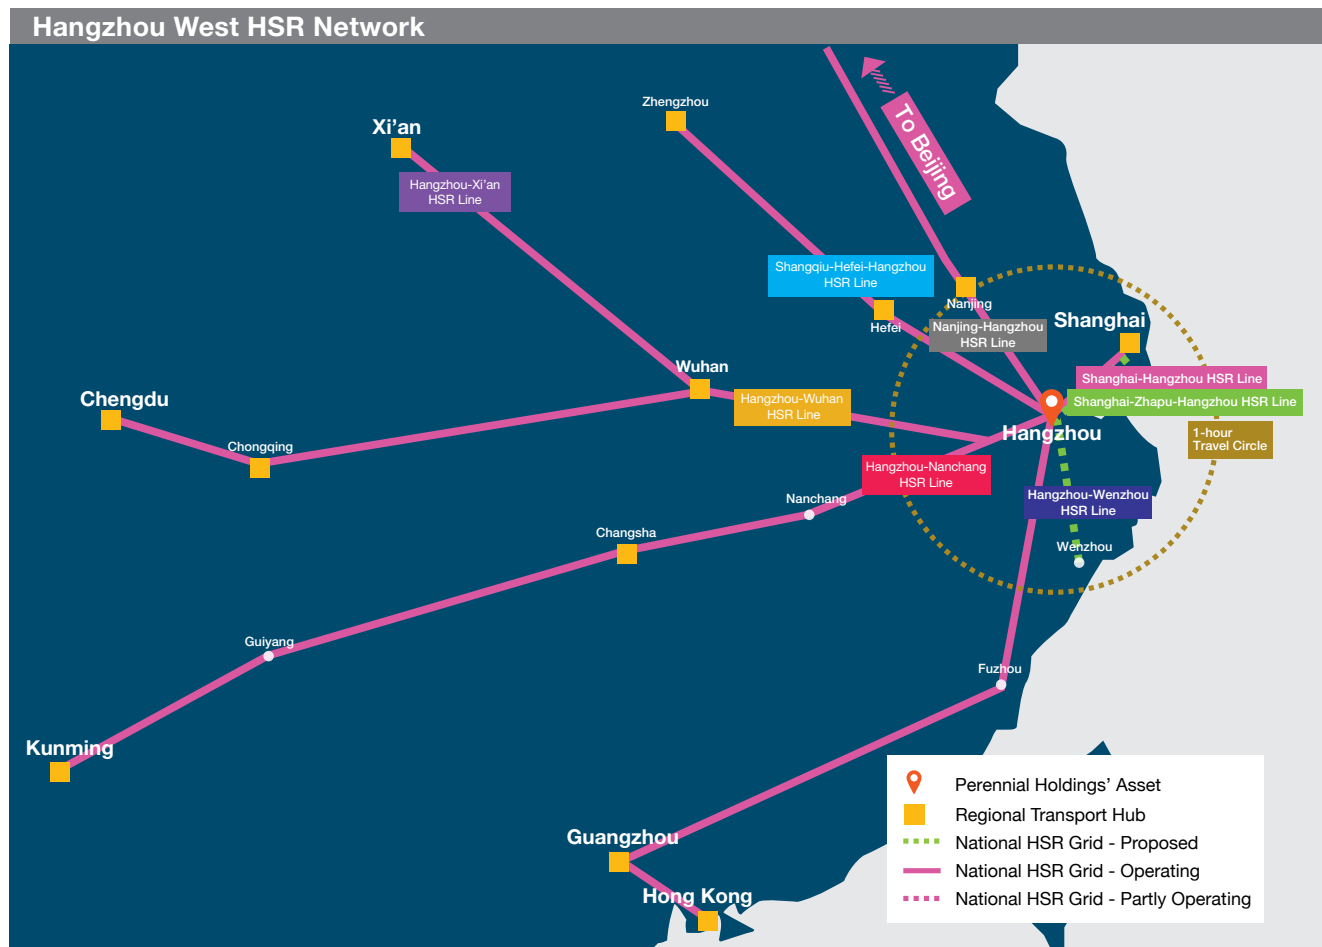 Hangzhou West HSR Network
Zhengzhou
Xi'an
To Beijing
Hangzhou-Xi'an
HSR Line
Shangqiu-Hefei-Hangzhou
HSR Line
Nanjing
Hefei
Nanjing-Hangzhou
HSR Line
Shanghai
Wuhan
Shanghai-Hangzhou HSR Line
Chengdu
Hangzhou-Wuhan
HSR Line
Shanghai-Zhapu-Hangzhou HSR Line
Hangzhou
1-hour
Travel Circle
Chongqing
Hangzhou-Nanchang
HSR Line
Nanchang
Hangzhou-Wenzhou
HSR Line
Changsha
Wenzhou
Guiyang
Fuzhou
Kunming
Guangzhou
Hong Kong
Perennial Holdings' Asset
Regional Transport Hub
National HSR Grid - Proposed
National HSR Grid - Operating
National HSR Grid - Partly Operating